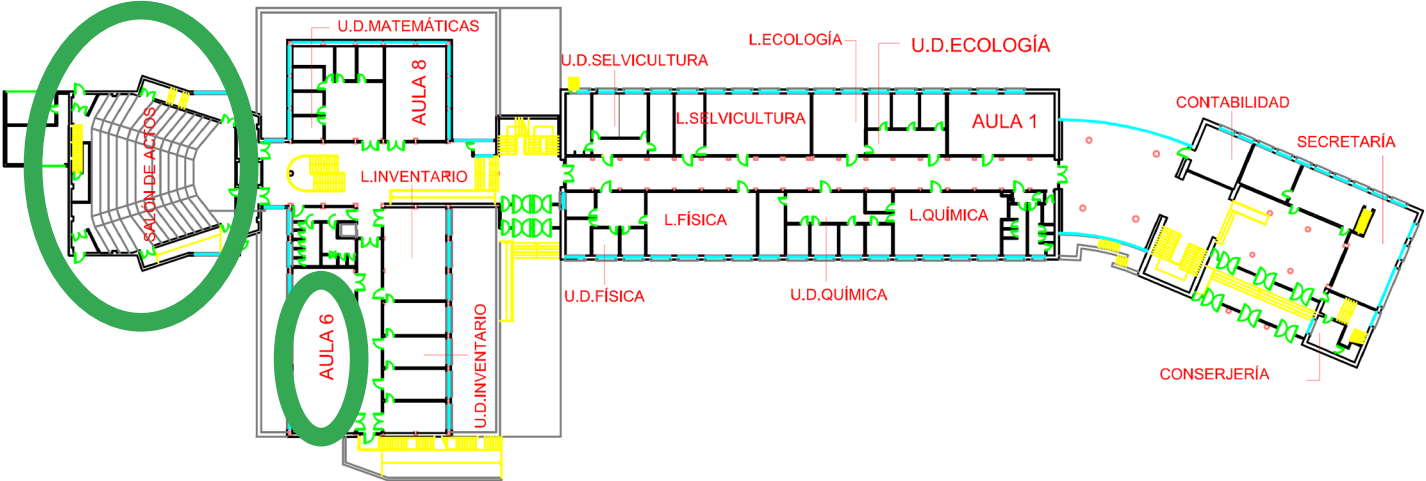 U.D.MATEMÁTICAS
L.ECOLOGÍA
U.D.ECOLOGÍA
U.D.SELVICULTURA
AULA 8
CONTABILIDAD
L.SELVICULTURA
AULA 1
SECRETARÍA
SALÓN DE ACTOS
L.INVENTARIO
L.FÍSICA
L.QUÍMICA
U.D.FÍSICA
U.D.QUÍMICA
AULA 6
U.D.INVENTARIO
CONSERJERÍA